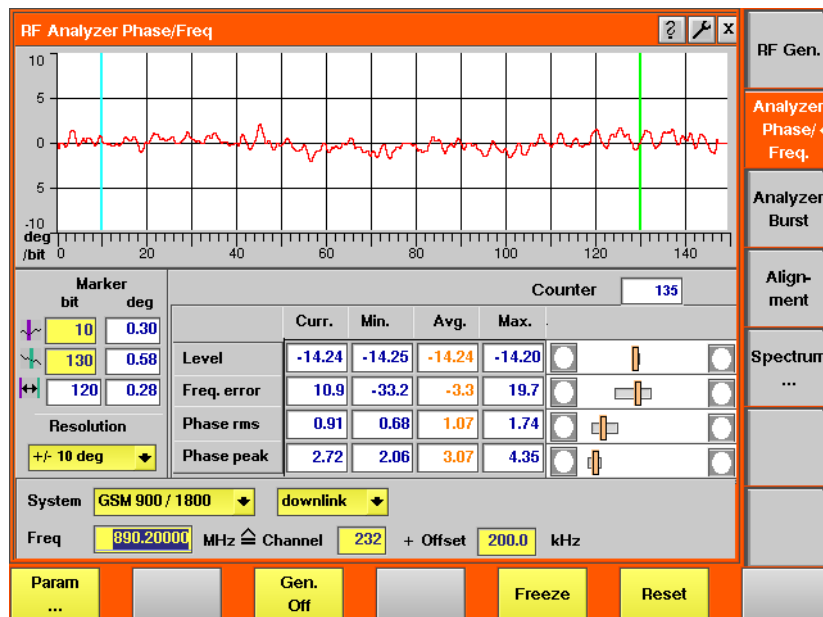 RF Analyzer Phase/Freq ? x
10
5
0
5
-10
deg
/bit 0 20 40 60 80 100 120 140
Marker
bit deg
10 0.30
130 0.58
120 0.28
Resolution
+/- 10 deg
Counter 135
Curr. Min. Avg. Max.
Level -14.24 -14.25 -14.24 -14.20
Freq. error 10.9 -33.2 -3.3 19.7
Phase rms 0.91 0.68 1.07 1.74
Phase peak 2.72 2.06 3.07 4.35
System GSM 900 / 1800 downlink
Freq 890.20000 MHz ≙ Channel 232 + Offset 200.0 kHz
RF Gen.
Analyzer
Phase/
Freq.
Analyzer
Burst
Align-
ment
Spectrum
...
Param
...
Gen.
Off
Freeze
Reset